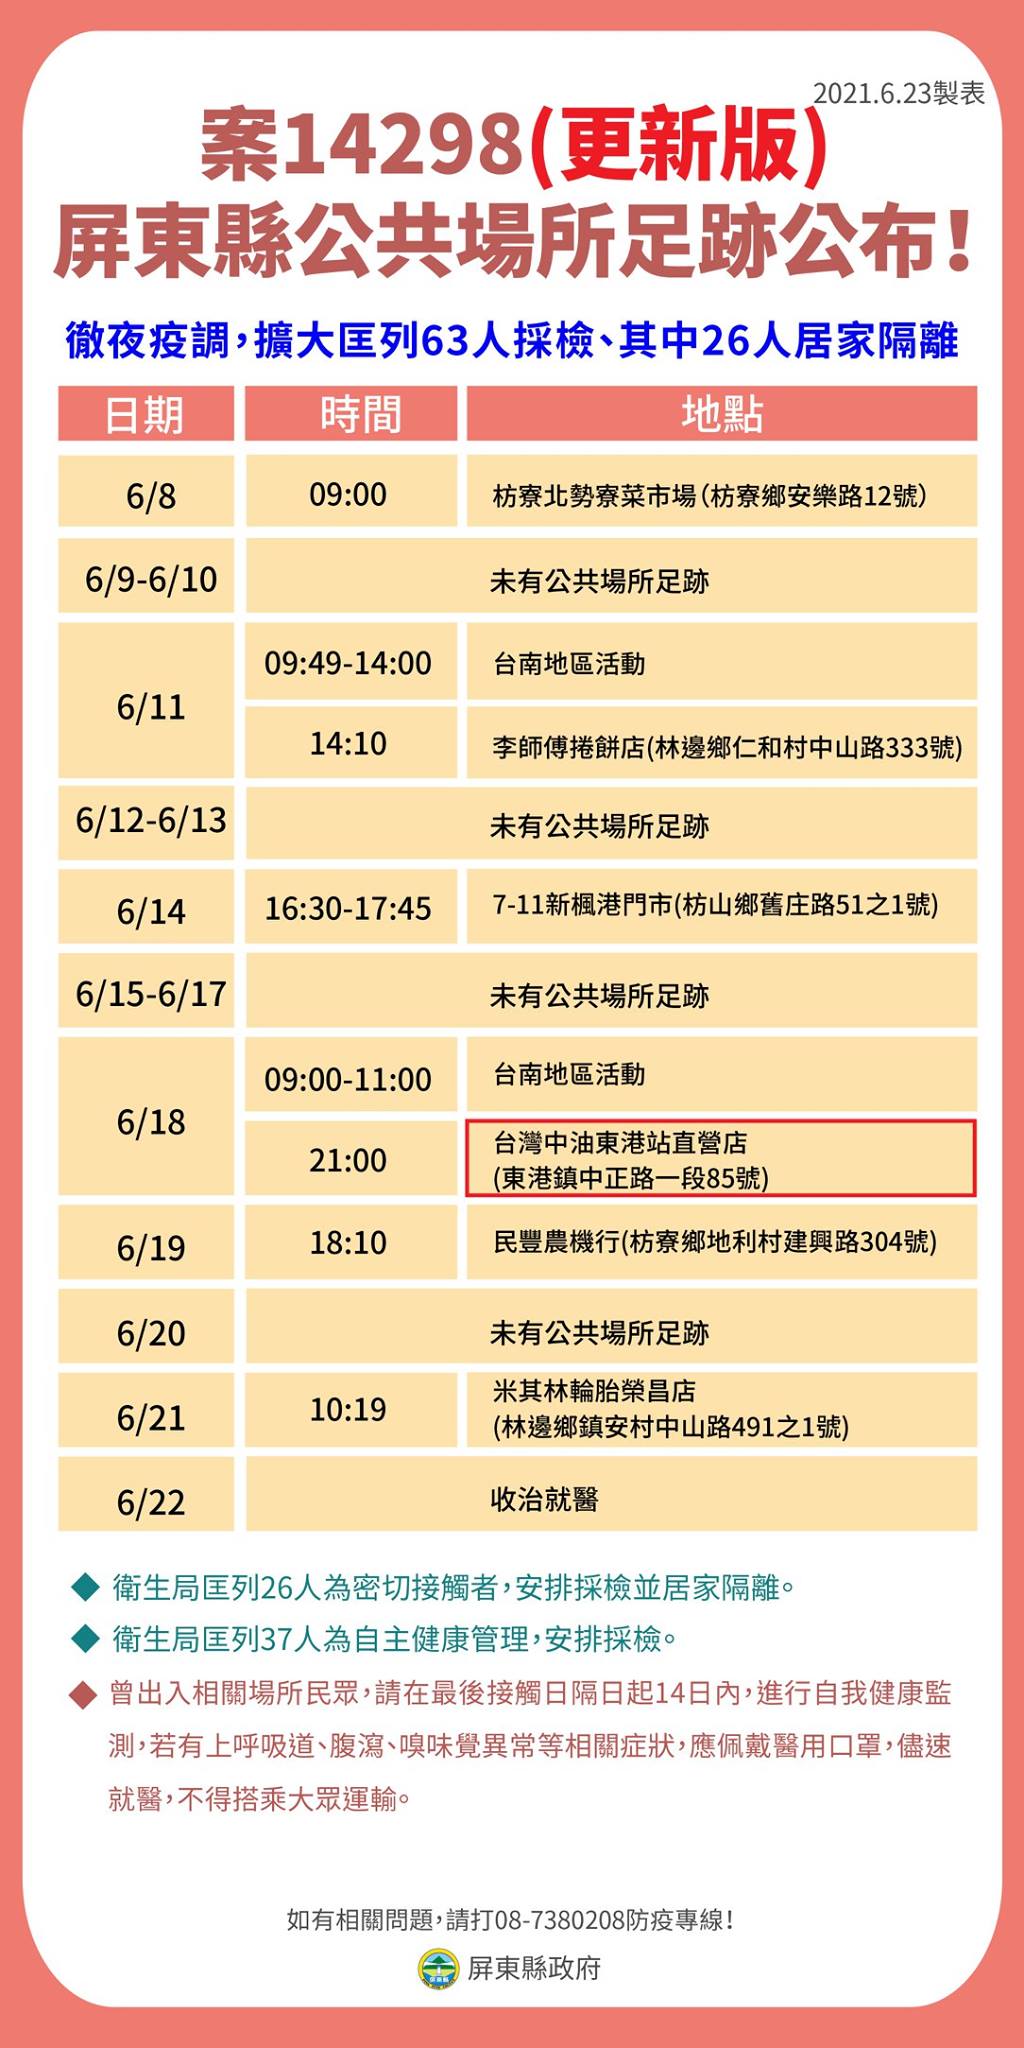 2021.6.23製表
案14298(更新版)
屏東縣公共場所足跡公布！
徹夜疫調，擴大匡列63人採檢、其中26人居家隔離
日期 時間 地點
6/8 09:00 枋寮北勢寮菜市場（枋寮鄉安樂路12號）
6/9-6/10 未有公共場所足跡
6/11 09:49-14:00 台南地區活動
14:10 李師傅捲餅店(林邊鄉仁和村中山路333號)
6/12-6/13 未有公共場所足跡
6/14 16:30-17:45 7-11新楓港門市(枋山鄉舊庄路51之1號)
6/15-6/17 未有公共場所足跡
6/18 09:00-11:00 台南地區活動
21:00 台灣中油東港站直營店
(東港鎮中正路一段85號)
6/19 18:10 民豐農機行(枋寮鄉地利村建興路304號)
6/20 未有公共場所足跡
6/21 10:19 米其林輪胎榮昌店
(林邊鄉鎮安村中山路491之1號)
6/22 收治就醫
◆ 衛生局匡列26人為密切接觸者，安排採檢並居家隔離。
◆ 衛生局匡列37人為自主健康管理，安排採檢。
◆ 曾出入相關場所民眾，請在最後接觸日隔日起14日內，進行自我健康監
測，若有上呼吸道、腹瀉、嗅味覺異常等相關症狀，應佩戴醫用口罩，儘速
就醫，不得搭乘大眾運輸。
如有相關問題，請打08-7380208防疫專線！
屏東縣政府